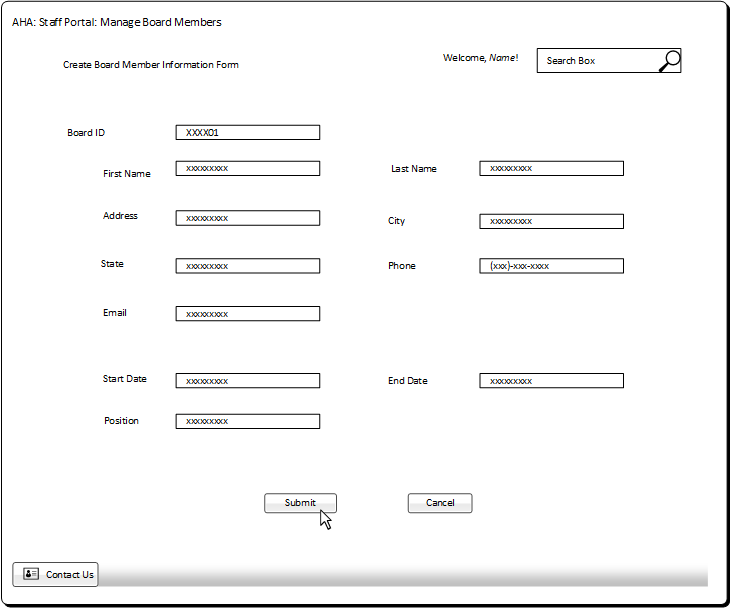 AHA: Staff Portal: Manage Board Members
Welcome, Name!
Search Box
Create Board Member Information Form
Board ID
XXXX01
First Name
xxxxxxxxx
Last Name
xxxxxxxxx
Address
xxxxxxxxx
City
xxxxxxxxx
State
xxxxxxxxx
Phone
(xxx)-xxx-xxxx
Email
xxxxxxxxx
Start Date
xxxxxxxxx
End Date
xxxxxxxxx
Position
xxxxxxxxx
Submit
Cancel
Contact Us